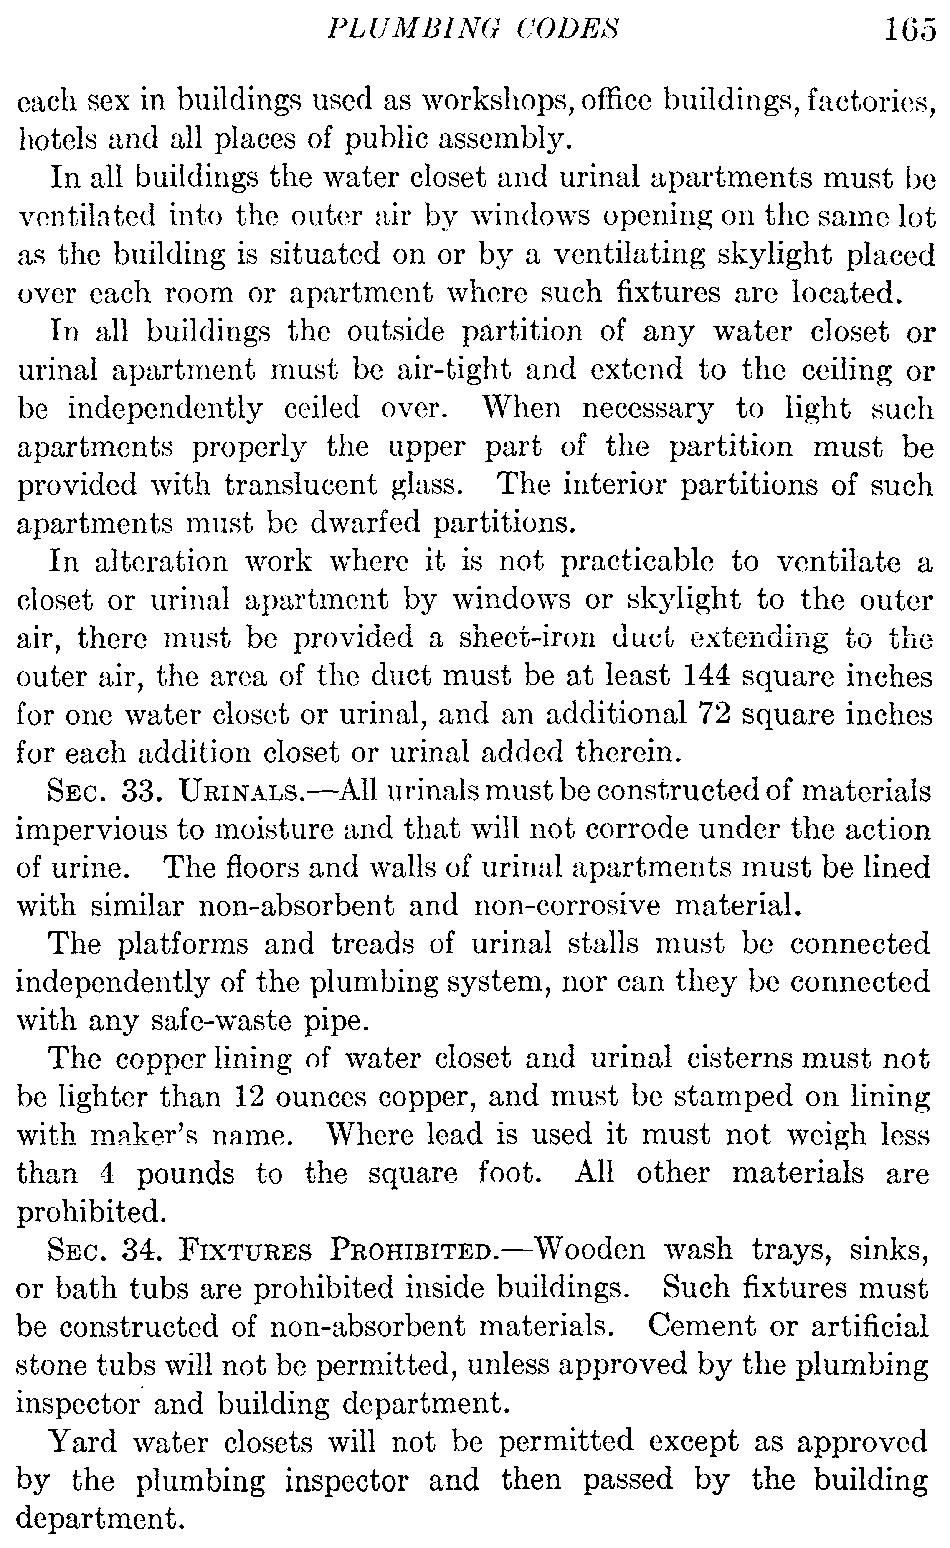 PLUMBING CODES 165
each sex in buildings used as workshops, office buildings, factories,
hotels and all places of public assembly.
In all buildings the water closet and urinal apartments must be
ventilated into the outer air by windows opening on the same lot
as the building is situated on or by a ventilating skylight placed
over each room or apartment where such fixtures are located.
In all buildings the outside partition of any water closet or
urinal apartment must be air-tight and extend to the ceiling or
be independently ceiled over. When necessary to light such
apartments properly the upper part of the partition must be
provided with translucent glass. The interior partitions of such
apartments must be dwarfed partitions.
In alteration work where it is not practicable to ventilate a
closet or urinal apartment by windows or skylight to the outer
air, there must be provided a sheet-iron duct extending to the
outer air, the area of the duct must be at least 144 square inches
for one water closet or urinal, and an additional 72 square inches
for each addition closet or urinal added therein.
SEC. 33. URINALS.—All urinals must be constructed of materials
impervious to moisture and that will not corrode under the action
of urine. The floors and walls of urinal apartments must be lined
with similar non-absorbent and non-corrosive material.
The platforms and treads of urinal stalls must be connected
independently of the plumbing system, nor can they be connected
with any safe-waste pipe.
The copper lining of water closet and urinal cisterns must not
be lighter than 12 ounces copper, and must be stamped on lining
with maker's name. Where lead is used it must not weigh less
than 4 pounds to the square foot. All other materials are
prohibited.
SEC. 34. FIXTURES PROHIBITED.—Wooden wash trays, sinks,
or bath tubs are prohibited inside buildings. Such fixtures must
be constructed of non-absorbent materials. Cement or artificial
stone tubs will not be permitted, unless approved by the plumbing
inspector and building department.
Yard water closets will not be permitted except as approved
by the plumbing inspector and then passed by the building
department.